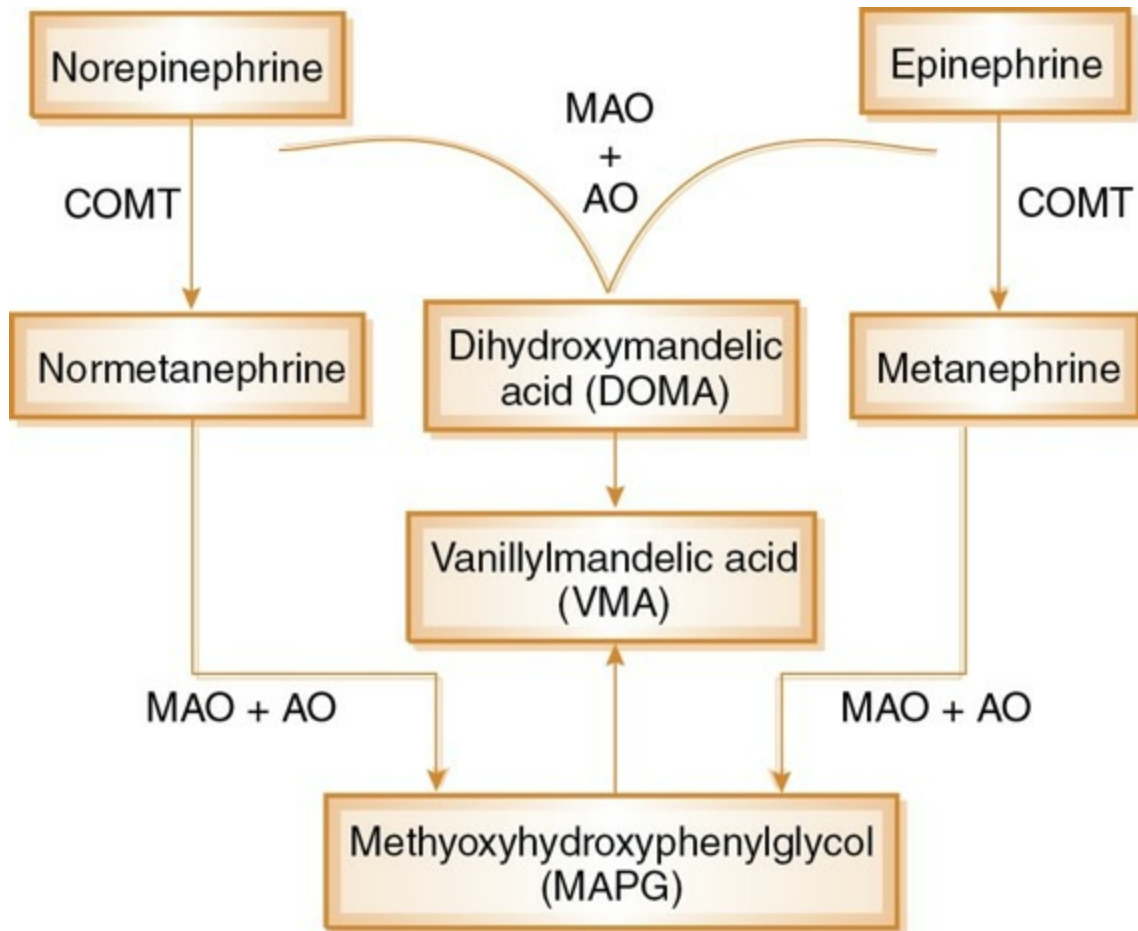 Norepinephrine
Epinephrine
MAO
+
AO
COMT
COMT
Normetanephrine
Dihydroxymandelic
acid (DOMA)
Metanephrine
Vanillylmandelic acid
(VMA)
MAO + AO
MAO + AO
Methyoxyhydroxyphenylglycol
(MAPG)